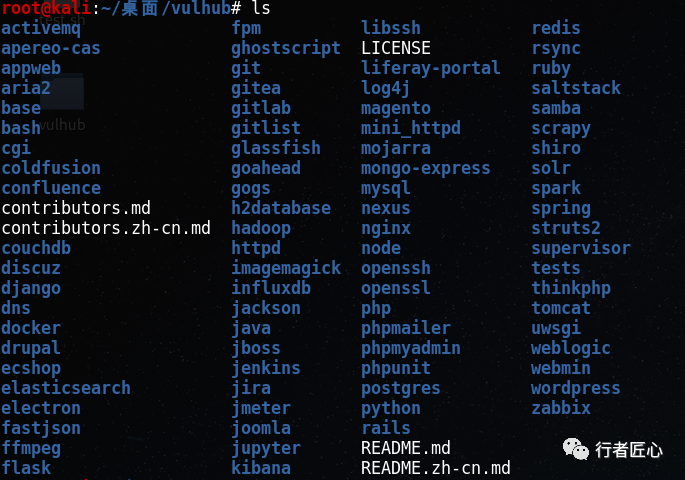 root@kali:~/桌面/vulhub# ls
activemq fpm libssh redis
apereo-cas ghostscript LICENSE rsync
appweb git liferay-portal ruby
aria2 gitea log4j saltstack
base gitlab magento samba
bash gitlist mini_httpd scrapy
cgi glassfish mojarra shiro
coldfusion goahead mongo-express solr
confluence gogs mysql spark
contributors.md h2database nexus spring
contributors.zh-cn.md hadoop nginx struts2
couchdb httpd node supervisor
discuz imagemagick openssh tests
django influxdb openssl thinkphp
dns jackson php tomcat
docker java phpmailer uwsgi
drupal jboss phpmyadmin weblogic
ecshop jenkins phpunit webmin
elasticsearch jira postgres wordpress
electron jmeter python zabbix
fastjson joomla rails
ffmpeg jupyter README.md
flask kibana README.zh-cn.md
test.sh
vulhub
行者匠心